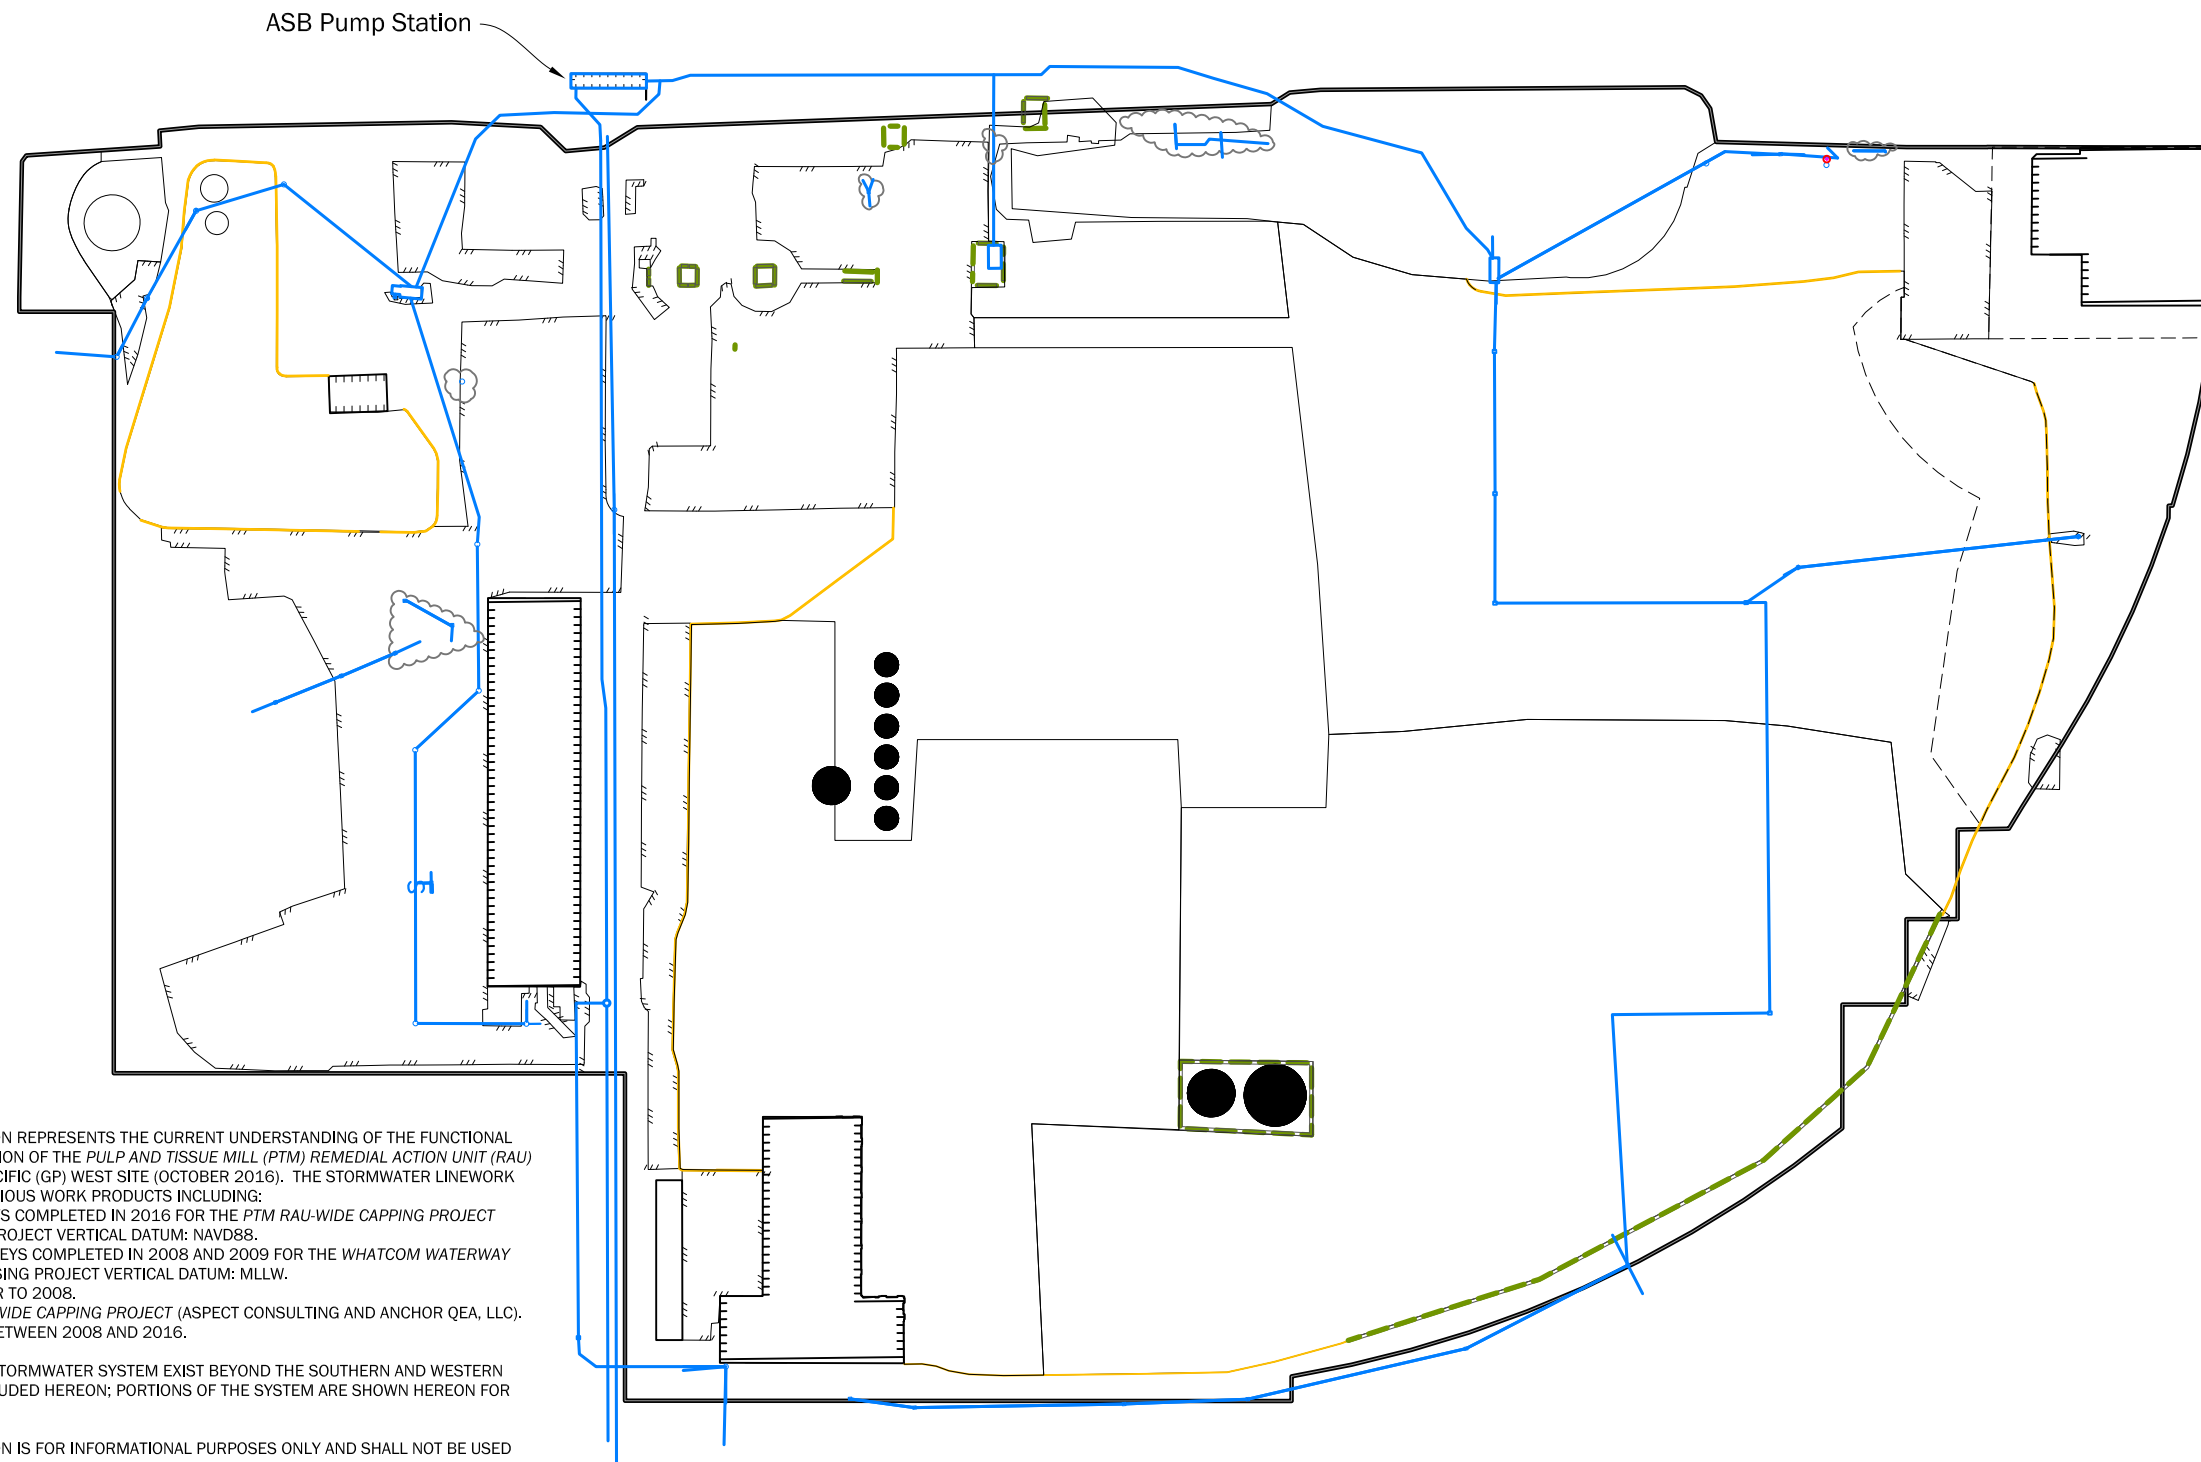 ASB Pump Station
N REPRESENTS THE CURRENT UNDERSTANDING OF THE FUNCTIONAL
ION OF THE PULP AND TISSUE MILL (PTM) REMEDIAL ACTION UNIT (RAU)
CIFIC (GP) WEST SITE (OCTOBER 2016). THE STORMWATER LINEWORK
IOUS WORK PRODUCTS INCLUDING:
S COMPLETED IN 2016 FOR THE PTM RAU-WIDE CAPPING PROJECT
ROJECT VERTICAL DATUM: NAVD88.
EYS COMPLETED IN 2008 AND 2009 FOR THE WHATCOM WATERWAY
SING PROJECT VERTICAL DATUM: MLLW.
R TO 2008.
WIDE CAPPING PROJECT (ASPECT CONSULTING AND ANCHOR QEA, LLC).
ETWEEN 2008 AND 2016.
STORMWATER SYSTEM EXIST BEYOND THE SOUTHERN AND WESTERN
UDED HEREON; PORTIONS OF THE SYSTEM ARE SHOWN HEREON FOR
N IS FOR INFORMATIONAL PURPOSES ONLY AND SHALL NOT BE USED